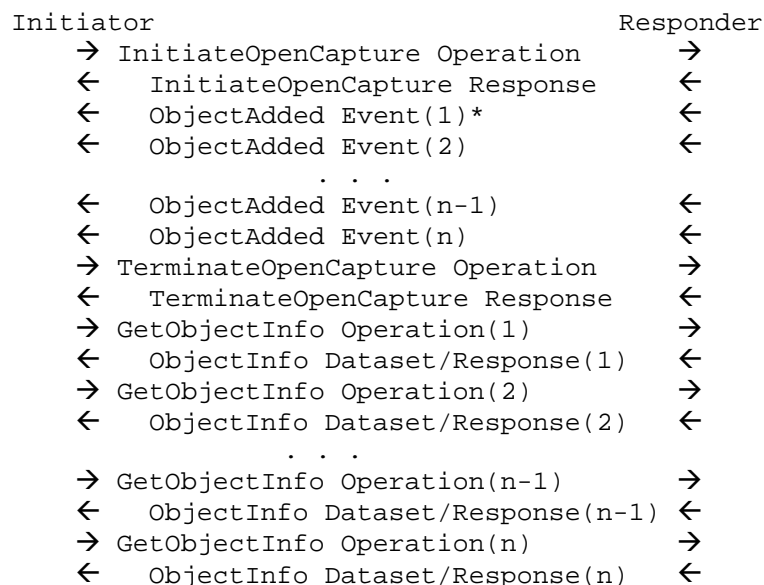 Initiator Responder
→ InitiateOpenCapture Operation →
← InitiateOpenCapture Response ←
← ObjectAdded Event(1)* ←
← ObjectAdded Event(2) ←
. . .
← ObjectAdded Event(n-1) ←
← ObjectAdded Event(n) ←
→ TerminateOpenCapture Operation →
← TerminateOpenCapture Response ←
→ GetObjectInfo Operation(1) →
← ObjectInfo Dataset/Response(1) ←
→ GetObjectInfo Operation(2) →
← ObjectInfo Dataset/Response(2) ←
. . .
→ GetObjectInfo Operation(n-1) →
← ObjectInfo Dataset/Response(n-1) ←
→ GetObjectInfo Operation(n) →
← ObjectInfo Dataset/Response(n) ←